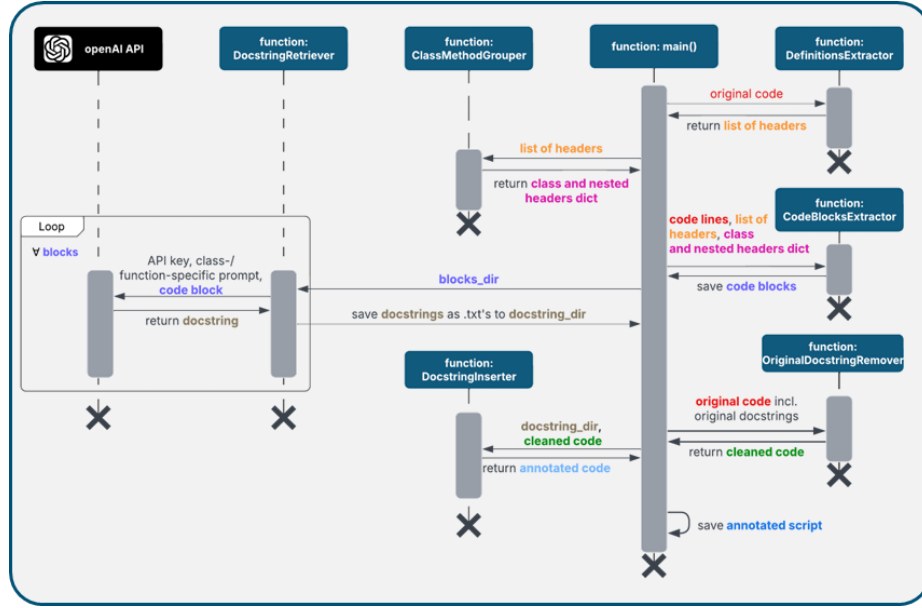 openAI API
function:
DocstringRetriever
function:
ClassMethodGrouper
function: main()
function:
DefinitionsExtractor
original code
return list of headers
list of headers
return class and nested
headers dict
function:
CodeBlocksExtractor
code lines, list of
headers, class
and nested headers dict
save code blocks
Loop
∀ blocks
API key, class-/
function-specific prompt,
code block
return docstring
blocks_dir
save docstrings as .txt's to docstring_dir
function:
OriginalDocstringRemover
function:
DocstringInserter
original code incl.
original docstrings
return cleaned code
docstring_dir,
cleaned code
return annotated code
save annotated script